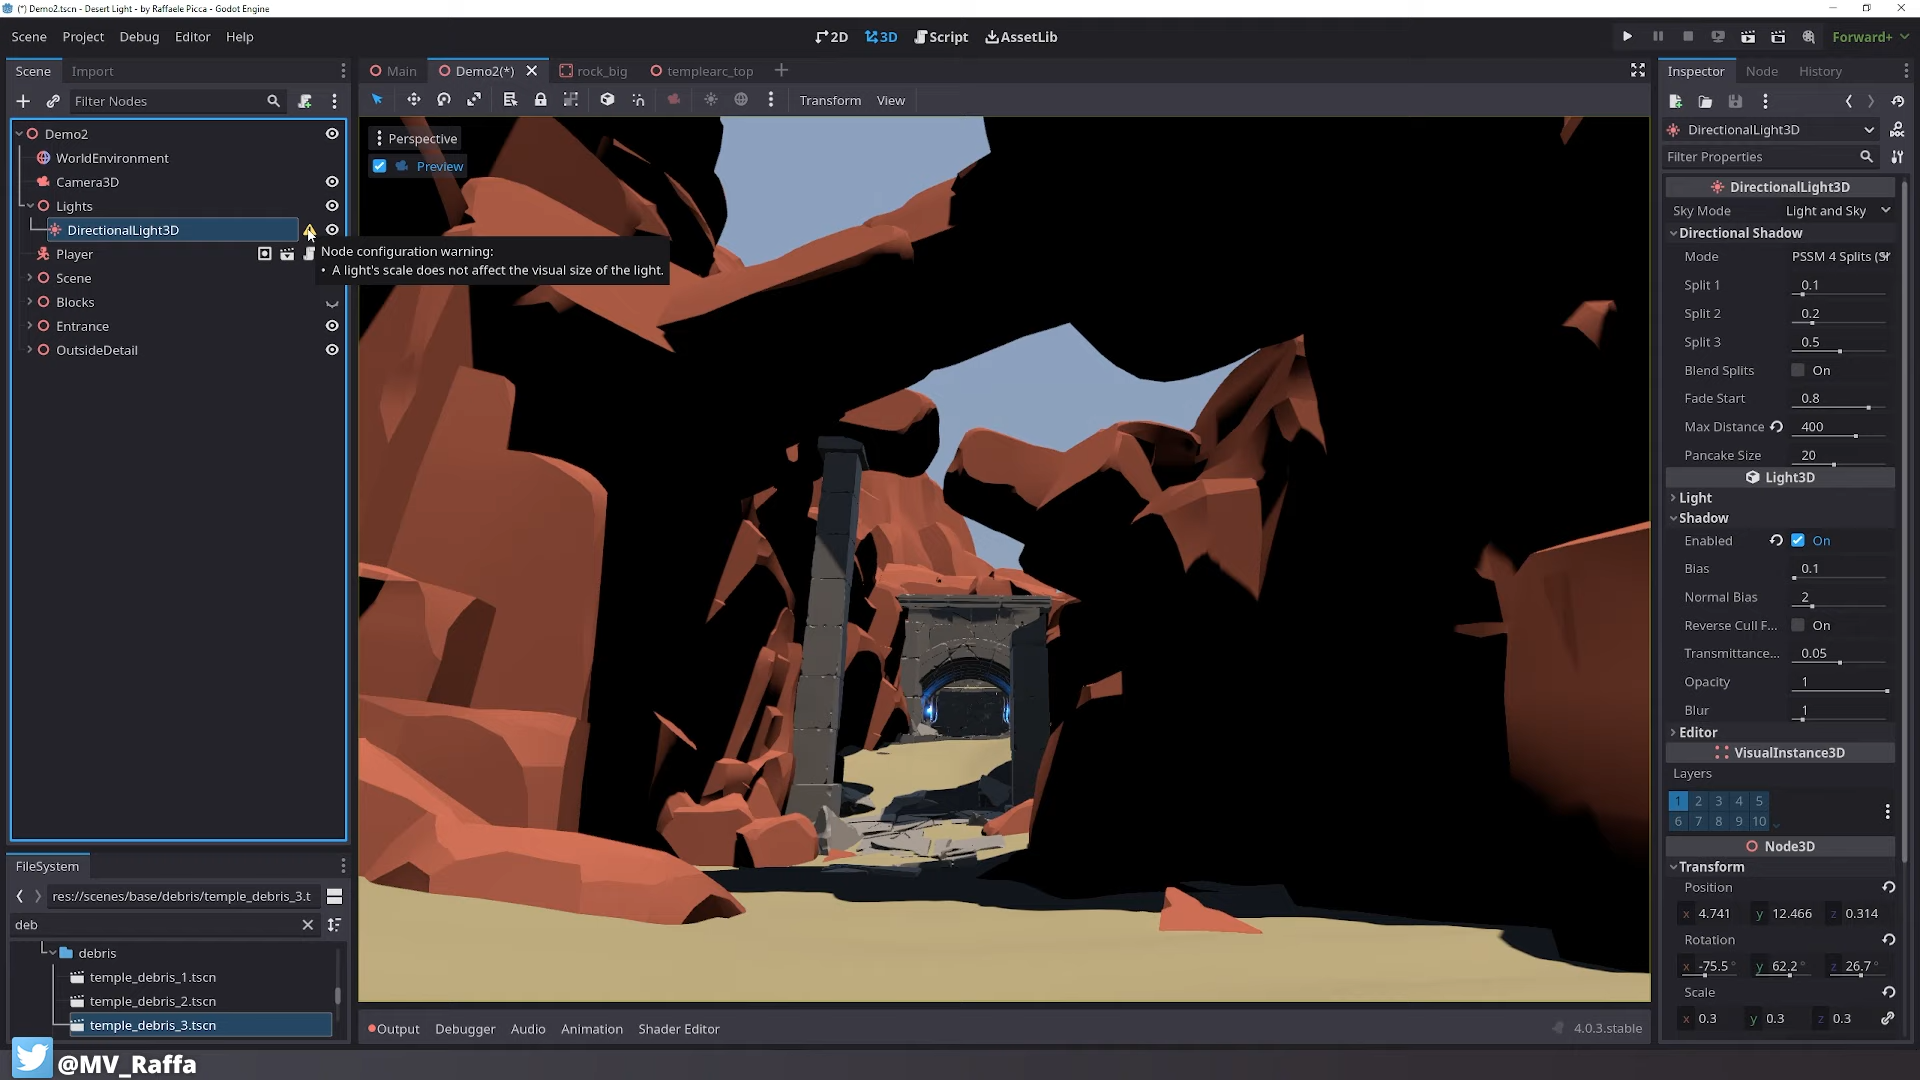 (*) Demo2.tscn - Desert Light - by Raffaele Picca - Godot Engine
Scene Project Debug Editor Help
2D 3D Script AssetLib
Forward+
Scene Import
Main Demo2(*) rock_big templearc_top
Inspector Node History
Filter Nodes
Transform View
Demo2
WorldEnvironment
Camera3D
Lights
DirectionalLight3D
Player
Scene
Blocks
Entrance
OutsideDetail
Perspective
Preview
Node configuration warning:
• A light's scale does not affect the visual size of the light.
DirectionalLight3D
Filter Properties
DirectionalLight3D
Sky Mode Light and Sky
Directional Shadow
Mode PSSM 4 Splits (Sl
Split 1 0.1
Split 2 0.2
Split 3 0.5
Blend Splits On
Fade Start 0.8
Max Distance 400
Pancake Size 20
Light3D
Light
Shadow
Enabled On
Bias 0.1
Normal Bias 2
Reverse Cull F... On
Transmittance... 0.05
Opacity 1
Blur 1
Editor
VisualInstance3D
Layers
1 2 3 4 5
6 7 8 9 10
Node3D
Transform
Position
x 4.741 y 12.466 z 0.314
Rotation
x -75.5 ° y 62.2 ° z 26.7 °
Scale
x 0.3 y 0.3 z 0.3
FileSystem
res://scenes/base/debris/temple_debris_3.t
deb
debris
temple_debris_1.tscn
temple_debris_2.tscn
temple_debris_3.tscn
Output Debugger Audio Animation Shader Editor
4.0.3.stable
@MV_Raffa